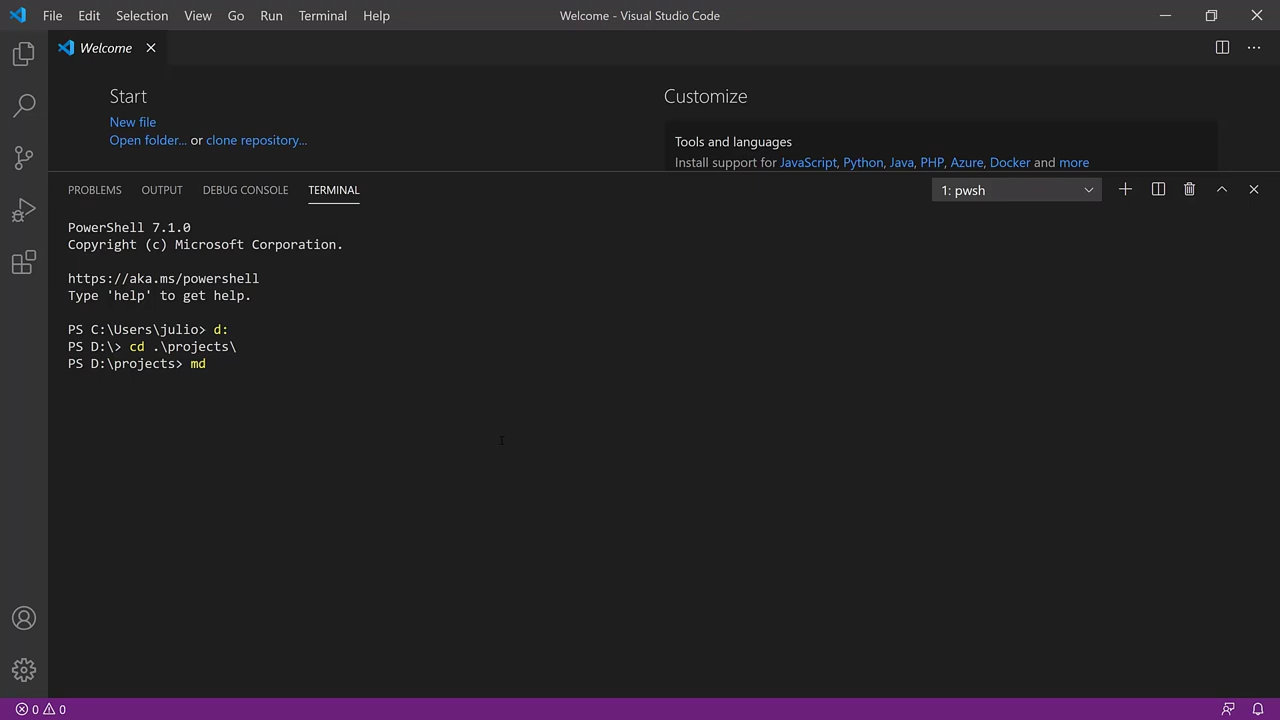 File Edit Selection View Go Run Terminal Help Welcome - Visual Studio Code
Welcome
Start
New file
Open folder... or clone repository...
Customize
Tools and languages
Install support for JavaScript, Python, Java, PHP, Azure, Docker and more
PROBLEMS OUTPUT DEBUG CONSOLE TERMINAL 1: pwsh
PowerShell 7.1.0
Copyright (c) Microsoft Corporation.
https://aka.ms/powershell
Type 'help' to get help.
PS C:\Users\julio> d:
PS D:\> cd .\projects\
PS D:\projects> md
0 0